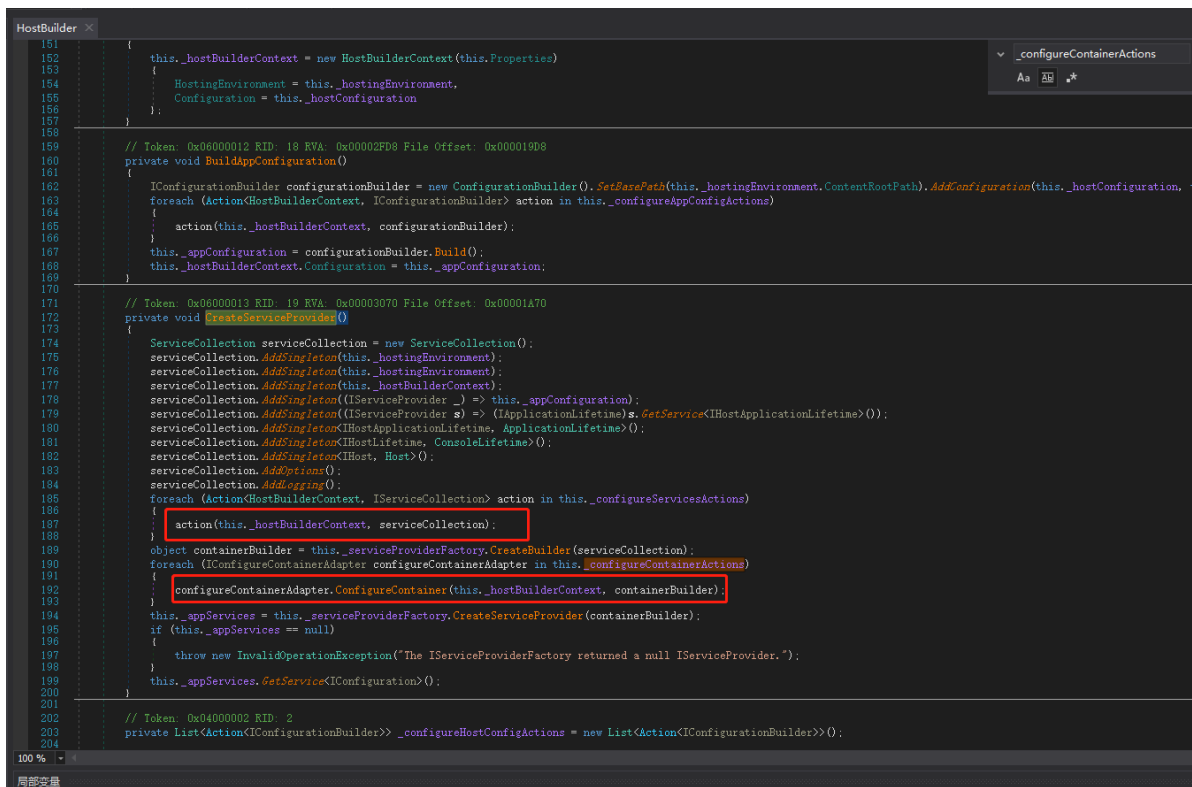 HostBuilder ×
_configureContainerActions
Aa Ab .*
151 {
152 this._hostBuilderContext = new HostBuilderContext(this.Properties)
153 {
154 HostingEnvironment = this._hostingEnvironment,
155 Configuration = this._hostConfiguration
156 };
157 }
158
159 // Token: 0x06000012 RID: 18 RVA: 0x00002FD8 File Offset: 0x000019D8
160 private void BuildAppConfiguration()
161 {
162 IConfigurationBuilder configurationBuilder = new ConfigurationBuilder().SetBasePath(this._hostingEnvironment.ContentRootPath).AddConfiguration(this._hostConfiguration,
163 foreach (Action<HostBuilderContext, IConfigurationBuilder> action in this._configureAppConfigActions)
164 {
165 action(this._hostBuilderContext, configurationBuilder);
166 }
167 this._appConfiguration = configurationBuilder.Build();
168 this._hostBuilderContext.Configuration = this._appConfiguration;
169 }
170
171 // Token: 0x06000013 RID: 19 RVA: 0x00003070 File Offset: 0x00001A70
172 private void CreateServiceProvider()
173 {
174 ServiceCollection serviceCollection = new ServiceCollection();
175 serviceCollection.AddSingleton(this._hostingEnvironment);
176 serviceCollection.AddSingleton(this._hostingEnvironment);
177 serviceCollection.AddSingleton(this._hostBuilderContext);
178 serviceCollection.AddSingleton((IServiceProvider _) => this._appConfiguration);
179 serviceCollection.AddSingleton((IServiceProvider s) => (IApplicationLifetime)s.GetService<IHostApplicationLifetime>());
180 serviceCollection.AddSingleton<IHostApplicationLifetime, ApplicationLifetime>();
181 serviceCollection.AddSingleton<IHostLifetime, ConsoleLifetime>();
182 serviceCollection.AddSingleton<IHost, Host>();
183 serviceCollection.AddOptions();
184 serviceCollection.AddLogging();
185 foreach (Action<HostBuilderContext, IServiceCollection> action in this._configureServicesActions)
186 {
187 action(this._hostBuilderContext, serviceCollection);
188 }
189 object containerBuilder = this._serviceProviderFactory.CreateBuilder(serviceCollection);
190 foreach (IConfigureContainerAdapter configureContainerAdapter in this._configureContainerActions)
191 {
192 configureContainerAdapter.ConfigureContainer(this._hostBuilderContext, containerBuilder);
193 }
194 this._appServices = this._serviceProviderFactory.CreateServiceProvider(containerBuilder);
195 if (this._appServices == null)
196 {
197 throw new InvalidOperationException("The IServiceProviderFactory returned a null IServiceProvider.");
198 }
199 this._appServices.GetService<IConfiguration>();
200 }
201
202 // Token: 0x04000002 RID: 2
203 private List<Action<IConfigurationBuilder>> _configureHostConfigActions = new List<Action<IConfigurationBuilder>>();
204
100 %
局部变量